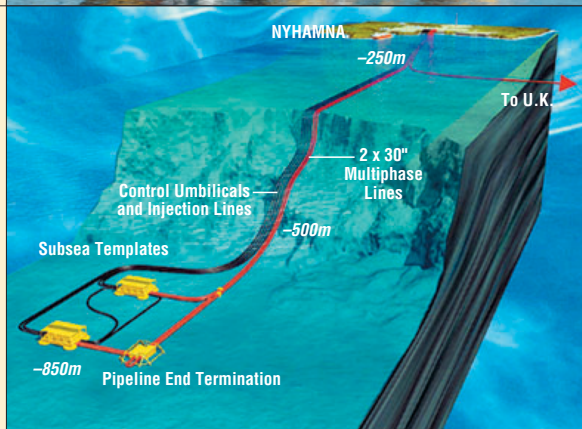 NYHAMNA
–250m
To U.K.
2 x 30"
Multiphase
Lines
Control Umbilicals
and Injection Lines
–500m
Subsea Templates
–850m
Pipeline End Termination